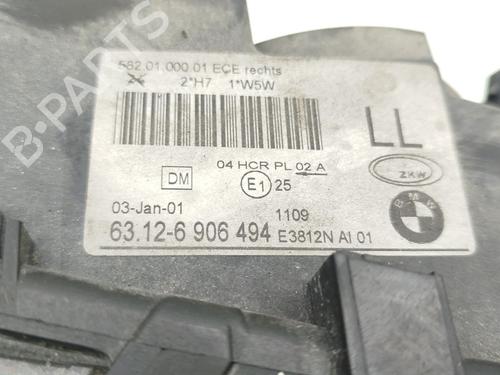 582.01.000.01 ECE rechts
2*H7 1*W5W
LL
04 HCR PL 02 A
DM
E1 25
ZKW
03-Jan-01
1109
BMW
63.12-6 906 494 E3812N AI 01
B-PARTS